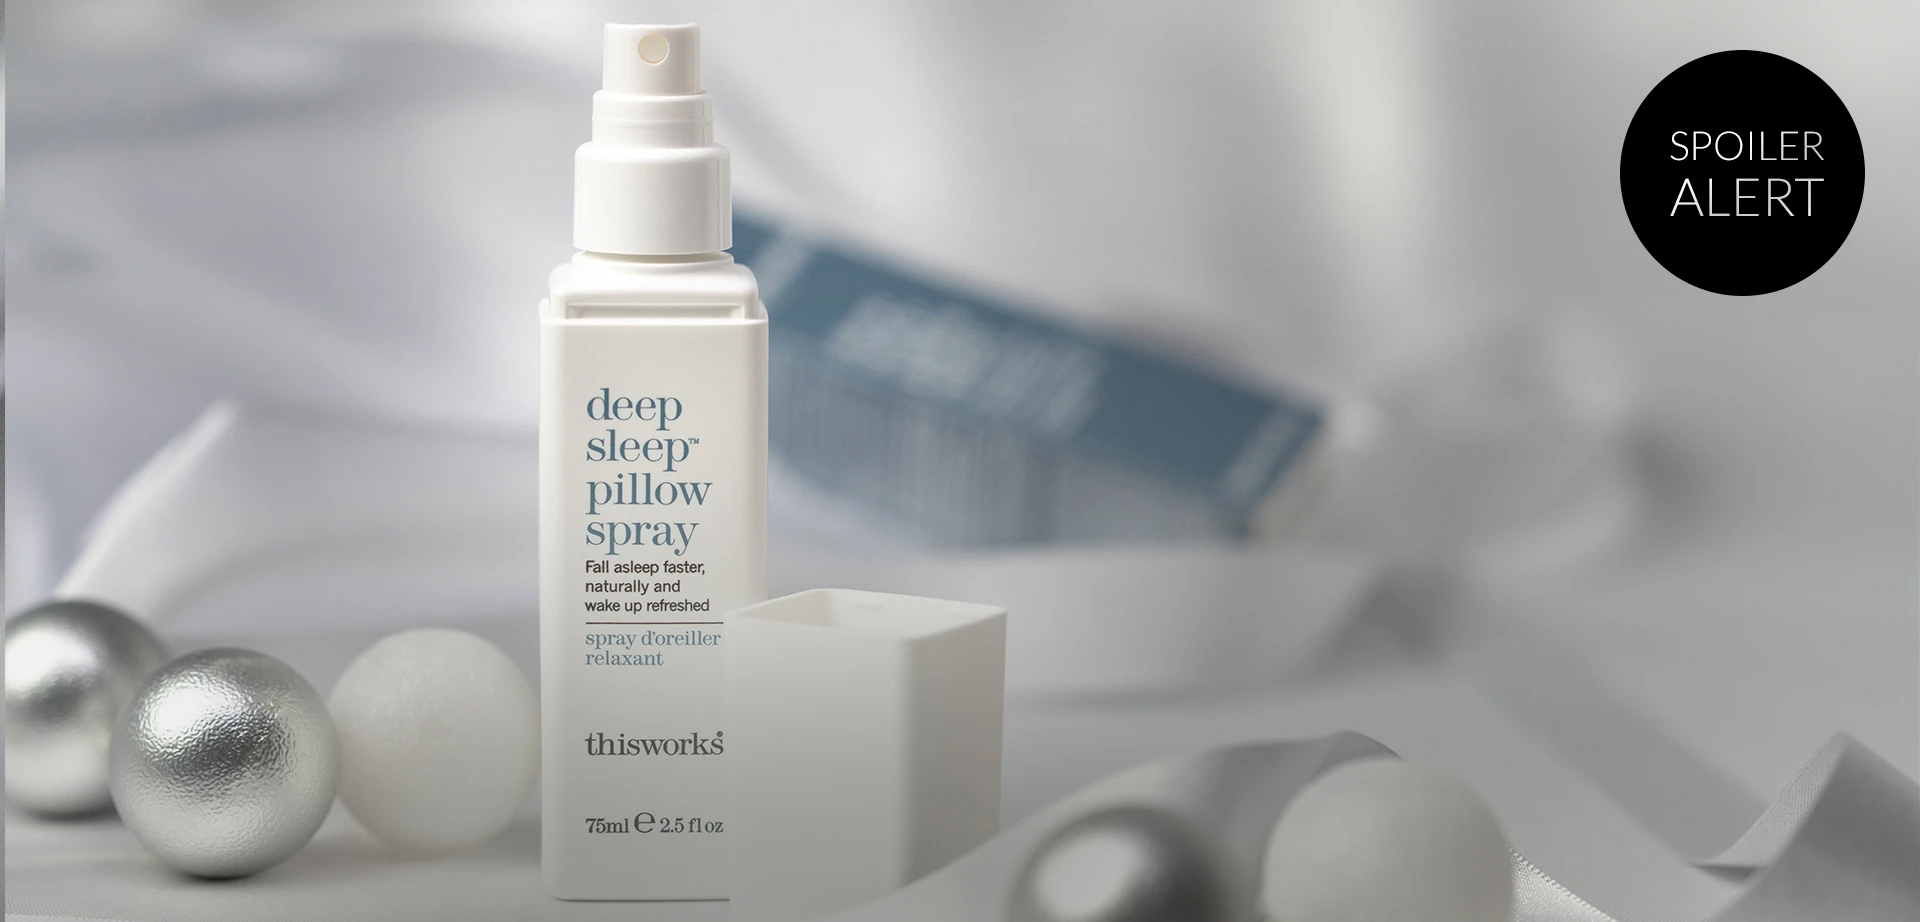 deep
sleep™
pillow
spray
Fall asleep faster,
naturally and
wake up refreshed
spray d'oreiller
relaxant
thisworks®
75ml ℮ 2.5 fl oz
SPOILER
ALERT